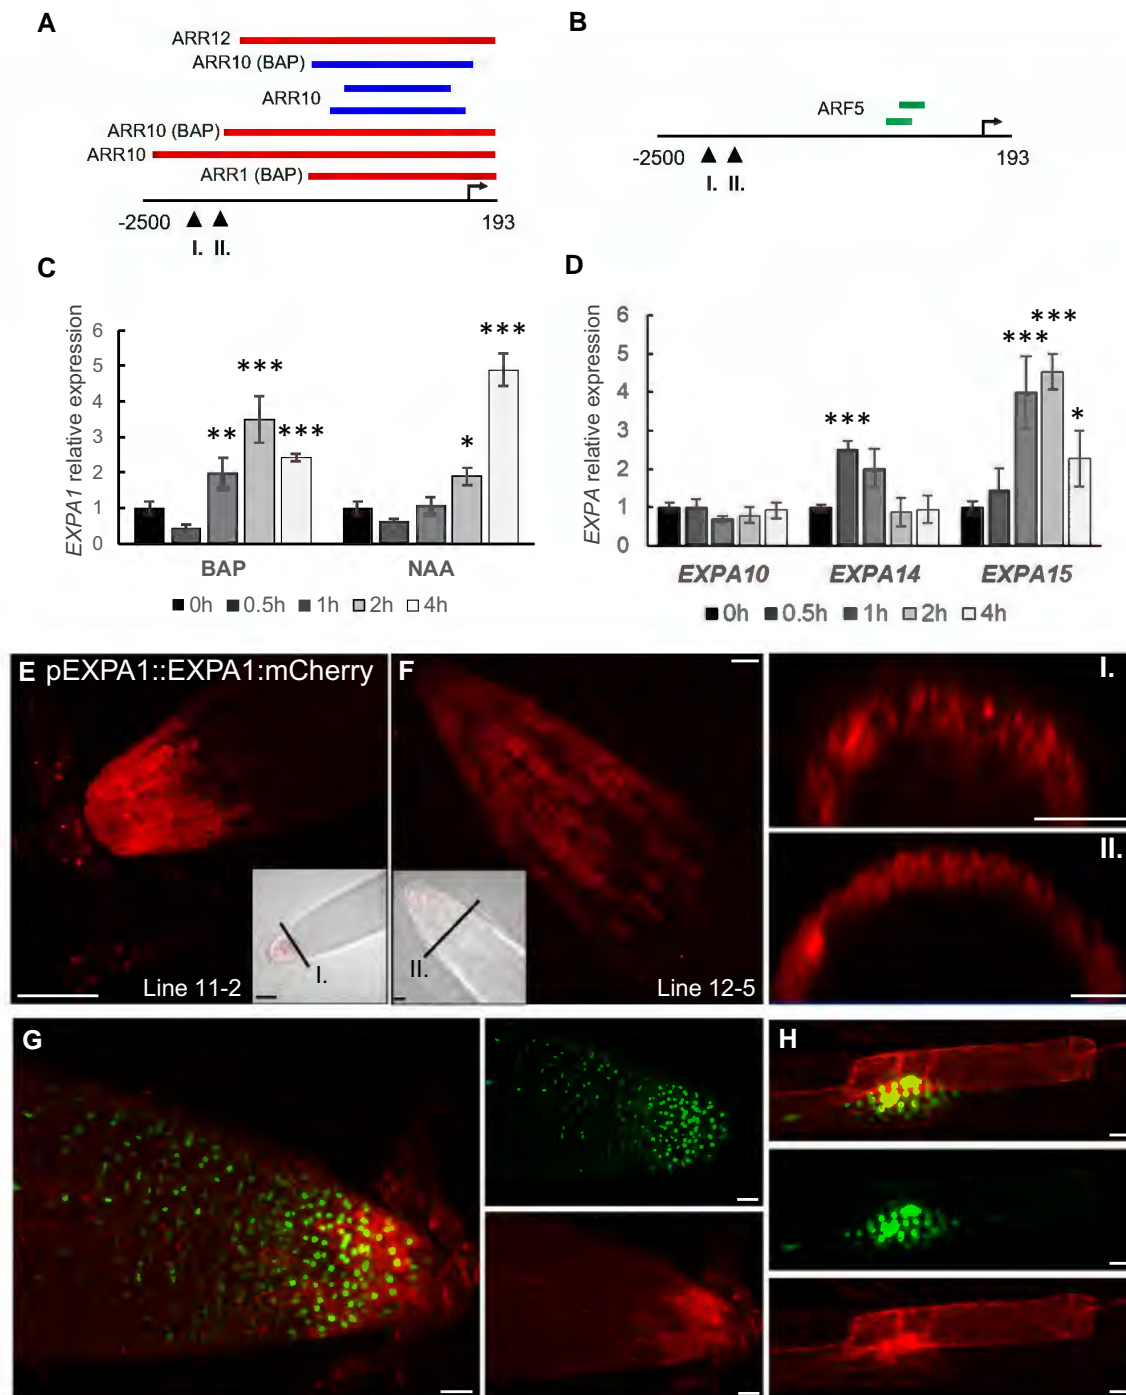 A
ARR12
ARR10 (BAP)
ARR10
ARR10 (BAP)
ARR10
ARR1 (BAP)
-2500
193
I.
II.
B
ARF5
-2500
193
I.
II.
C
EXPA1 relative expression
6
5
4
3
2
1
0
**
***
***
*
***
BAP
NAA
0h 0.5h 1h 2h 4h
D
EXPA relative expression
6
5
4
3
2
1
0
***
***
***
*
EXPA10
EXPA14
EXPA15
0h 0.5h 1h 2h 4h
E pEXPA1::EXPA1:mCherry
I.
Line 11-2
F
II.
Line 12-5
I.
II.
G
H